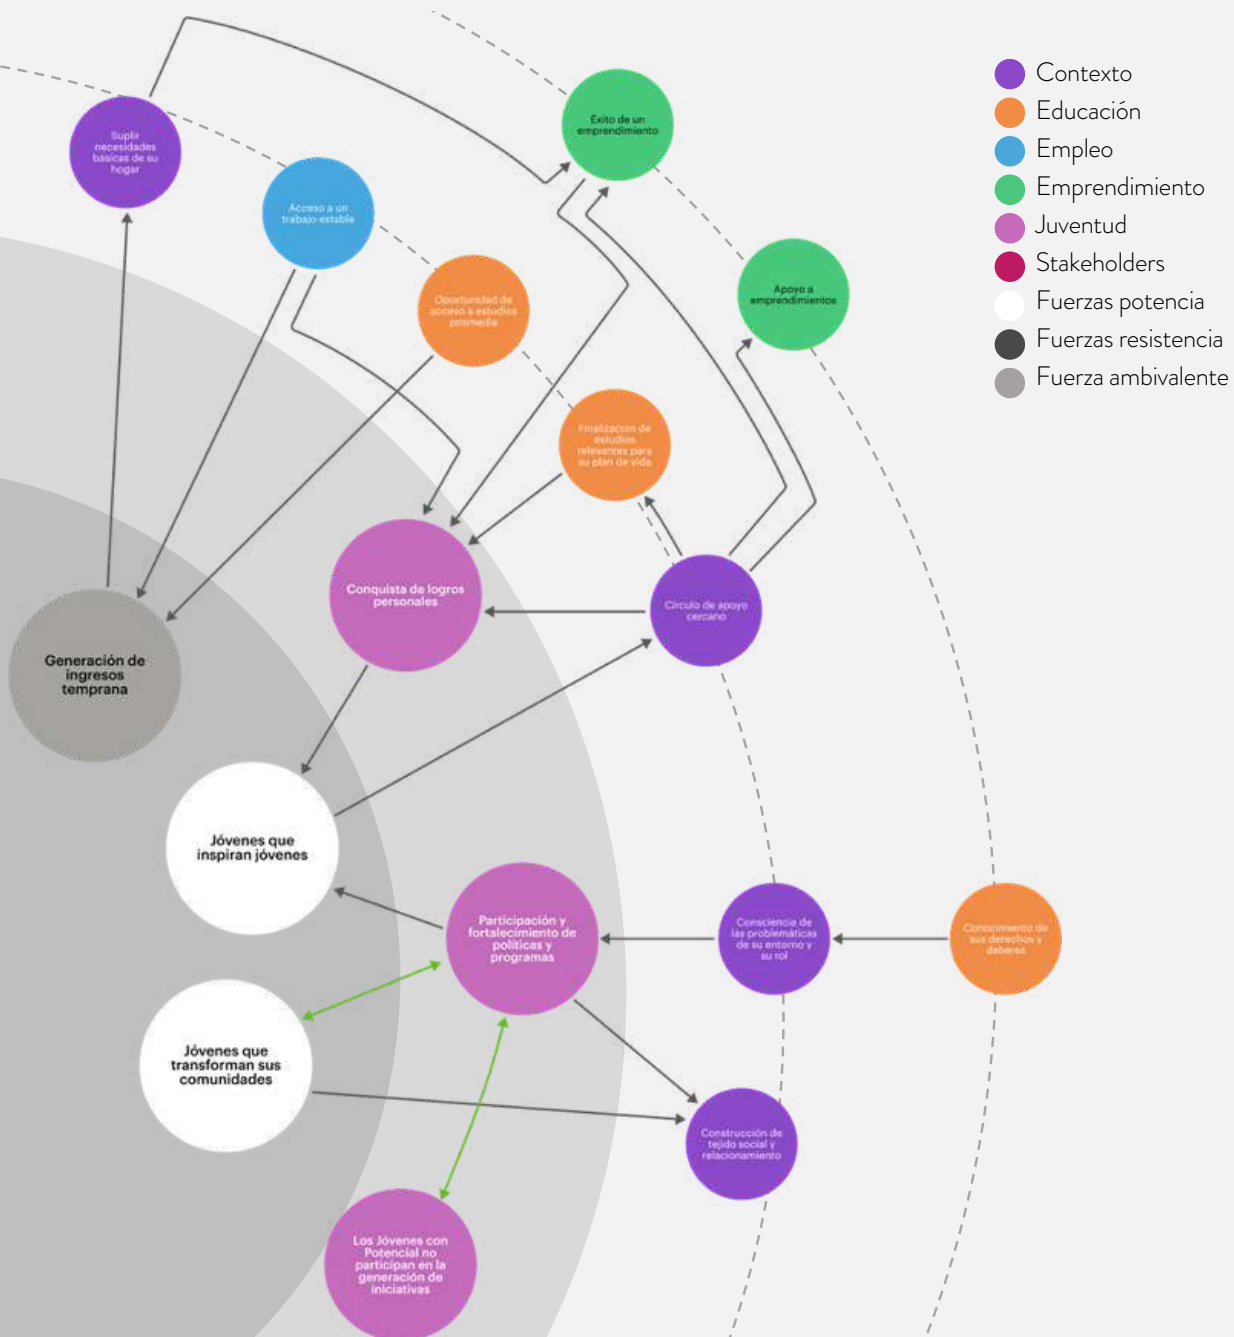 Contexto
Educación
Empleo
Emprendimiento
Juventud
Stakeholders
Fuerzas potencia
Fuerzas resistencia
Fuerza ambivalente
Éxito de un
emprendimiento
Suplir
necesidades
básicas de su
hogar
Acceso a un
trabajo estable
Oportunidad de
acceso a estudios
posmedia
Apoyo a
emprendimientos
Finalización de
estudios
relevantes para
su plan de vida
Conquista de logros
personales
Círculo de apoyo
cercano
Generación de
ingresos
temprana
Jóvenes que
inspiran jóvenes
Participación y
fortalecimiento de
políticas y
programas
Consciencia de
las problemáticas
de su entorno y
su rol
Conocimiento de
sus derechos y
deberes
Jóvenes que
transforman sus
comunidades
Construcción de
tejido social y
relacionamiento
Los Jóvenes con
Potencial no
participan en la
generación de
iniciativas